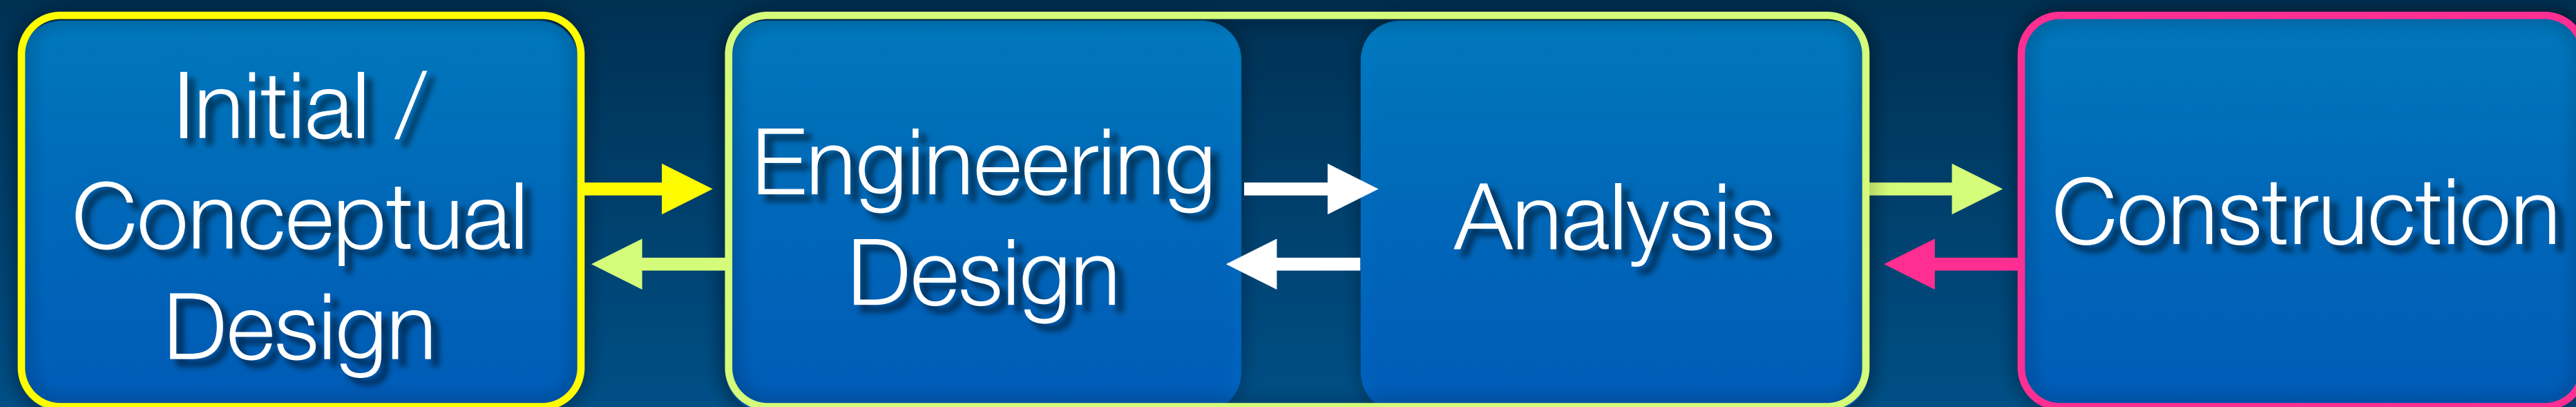 Initial /
Conceptual
Design
Engineering
Design
Analysis
Construction